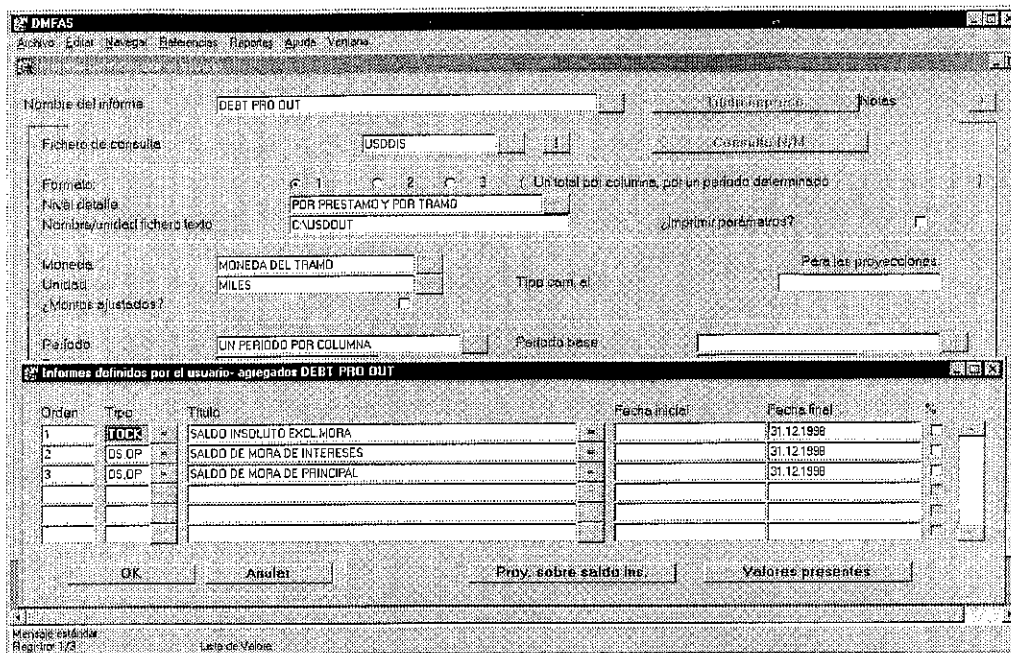 DMFAS
Archivo Editar Navegar Referencias Reportes Ayuda Ventana
Nombre del informe DEBT PRO OUT Título impreso Notas
Fichero de consulta USDDIS ! Consulta N/M
Formato 1 2 3 ( Un total por columna, por un período determinado )
Nivel detalle POR PRESTAMO Y POR TRAMO
Nombre/unidad fichero texto C:\USDOUT ¿Imprimir parámetros?
Moneda MONEDA DEL TRAMO Para las proyecciones
Unidad MILES Tipo cam. al
¿Montos ajustados?
Período UN PERIODO POR COLUMNA Período base
Informes definidos por el usuario- agregados DEBT PRO OUT
Orden Tipo Título Fecha inicial Fecha final %
1 TOCK = SALDO INSOLUTO EXCL.MORA = 31.12.1998
2 DS,OP = SALDO DE MORA DE INTERESES = 31.12.1998
3 DS,OP = SALDO DE MORA DE PRINCIPAL = 31.12.1998
OK Anular Proy. sobre saldo ins. Valores presentes
Mensaje estándar
Registro: 1/3 Lista de Valore